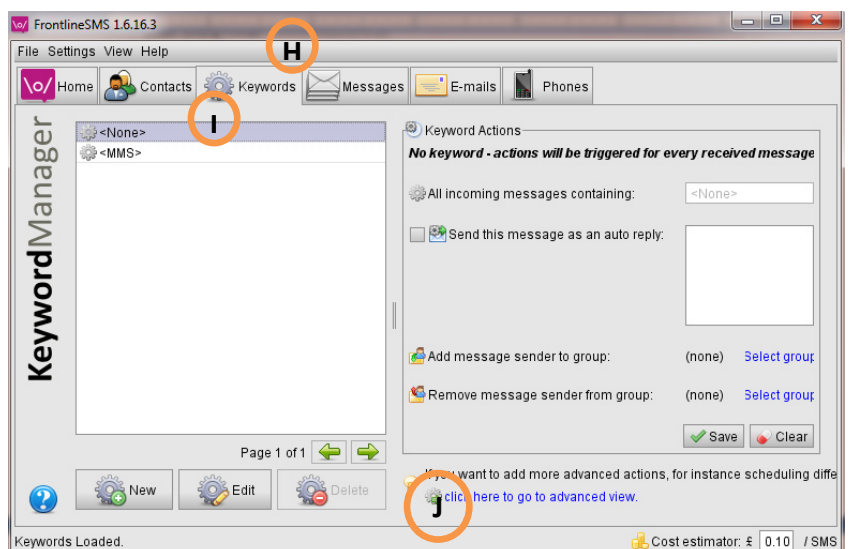 \o/ FrontlineSMS 1.6.16.3
File Settings View Help
H
\o/ Home Contacts Keywords Messages E-mails Phones
I
KeywordManager
<None>
<MMS>
Keyword Actions
No keyword - actions will be triggered for every received message
All incoming messages containing: <None>
Send this message as an auto reply:
Add message sender to group: (none) Select group
Remove message sender from group: (none) Select group
Save Clear
Page 1 of 1
New Edit Delete
If you want to add more advanced actions, for instance scheduling diffe
J
click here to go to advanced view.
Keywords Loaded.
Cost estimator: £ 0.10 / SMS